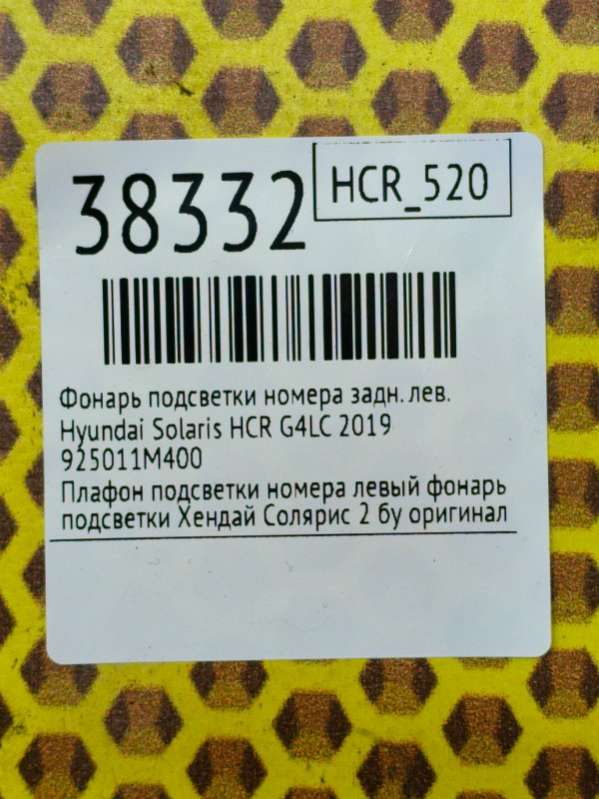 38332
HCR_520
Фонарь подсветки номера задн. лев.
Hyundai Solaris HCR G4LC 2019
925011M400
Плафон подсветки номера левый фонарь
подсветки Хендай Солярис 2 бу оригинал